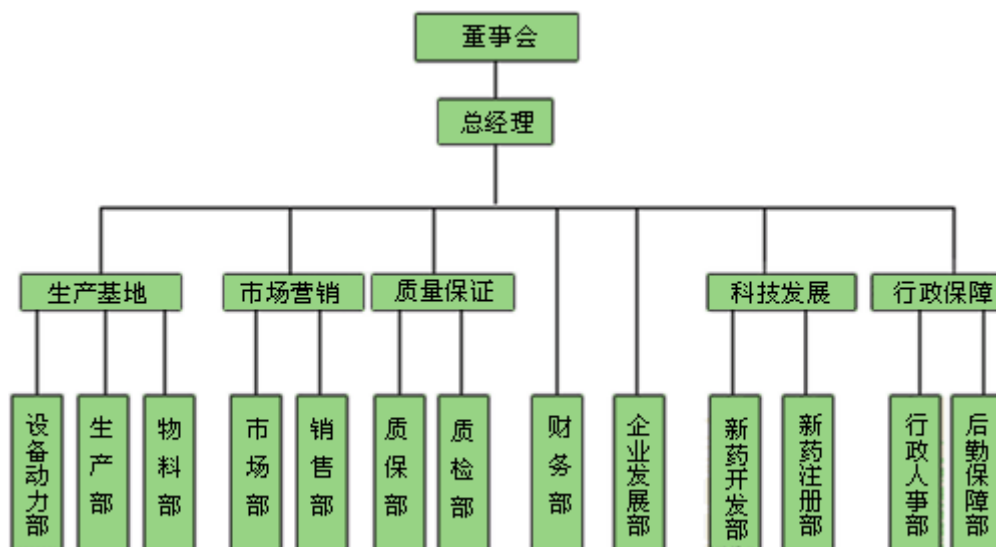 董事会
总经理
生产基地
市场营销
质量保证
科技发展
行政保障
设备动力部
生产部
物料部
市场部
销售部
质保部
质检部
财务部
企业发展部
新药开发部
新药注册部
行政人事部
后勤保障部